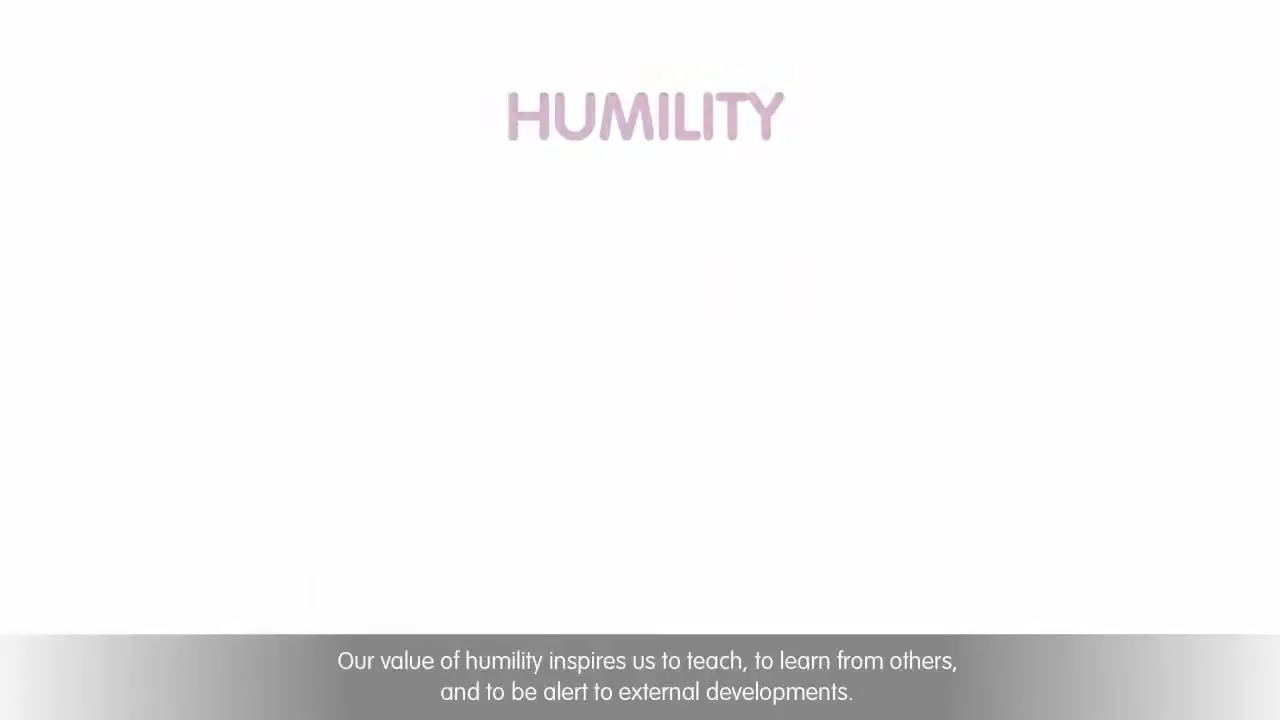 HUMILITY
Our value of humility inspires us to teach, to learn from others,
and to be alert to external developments.